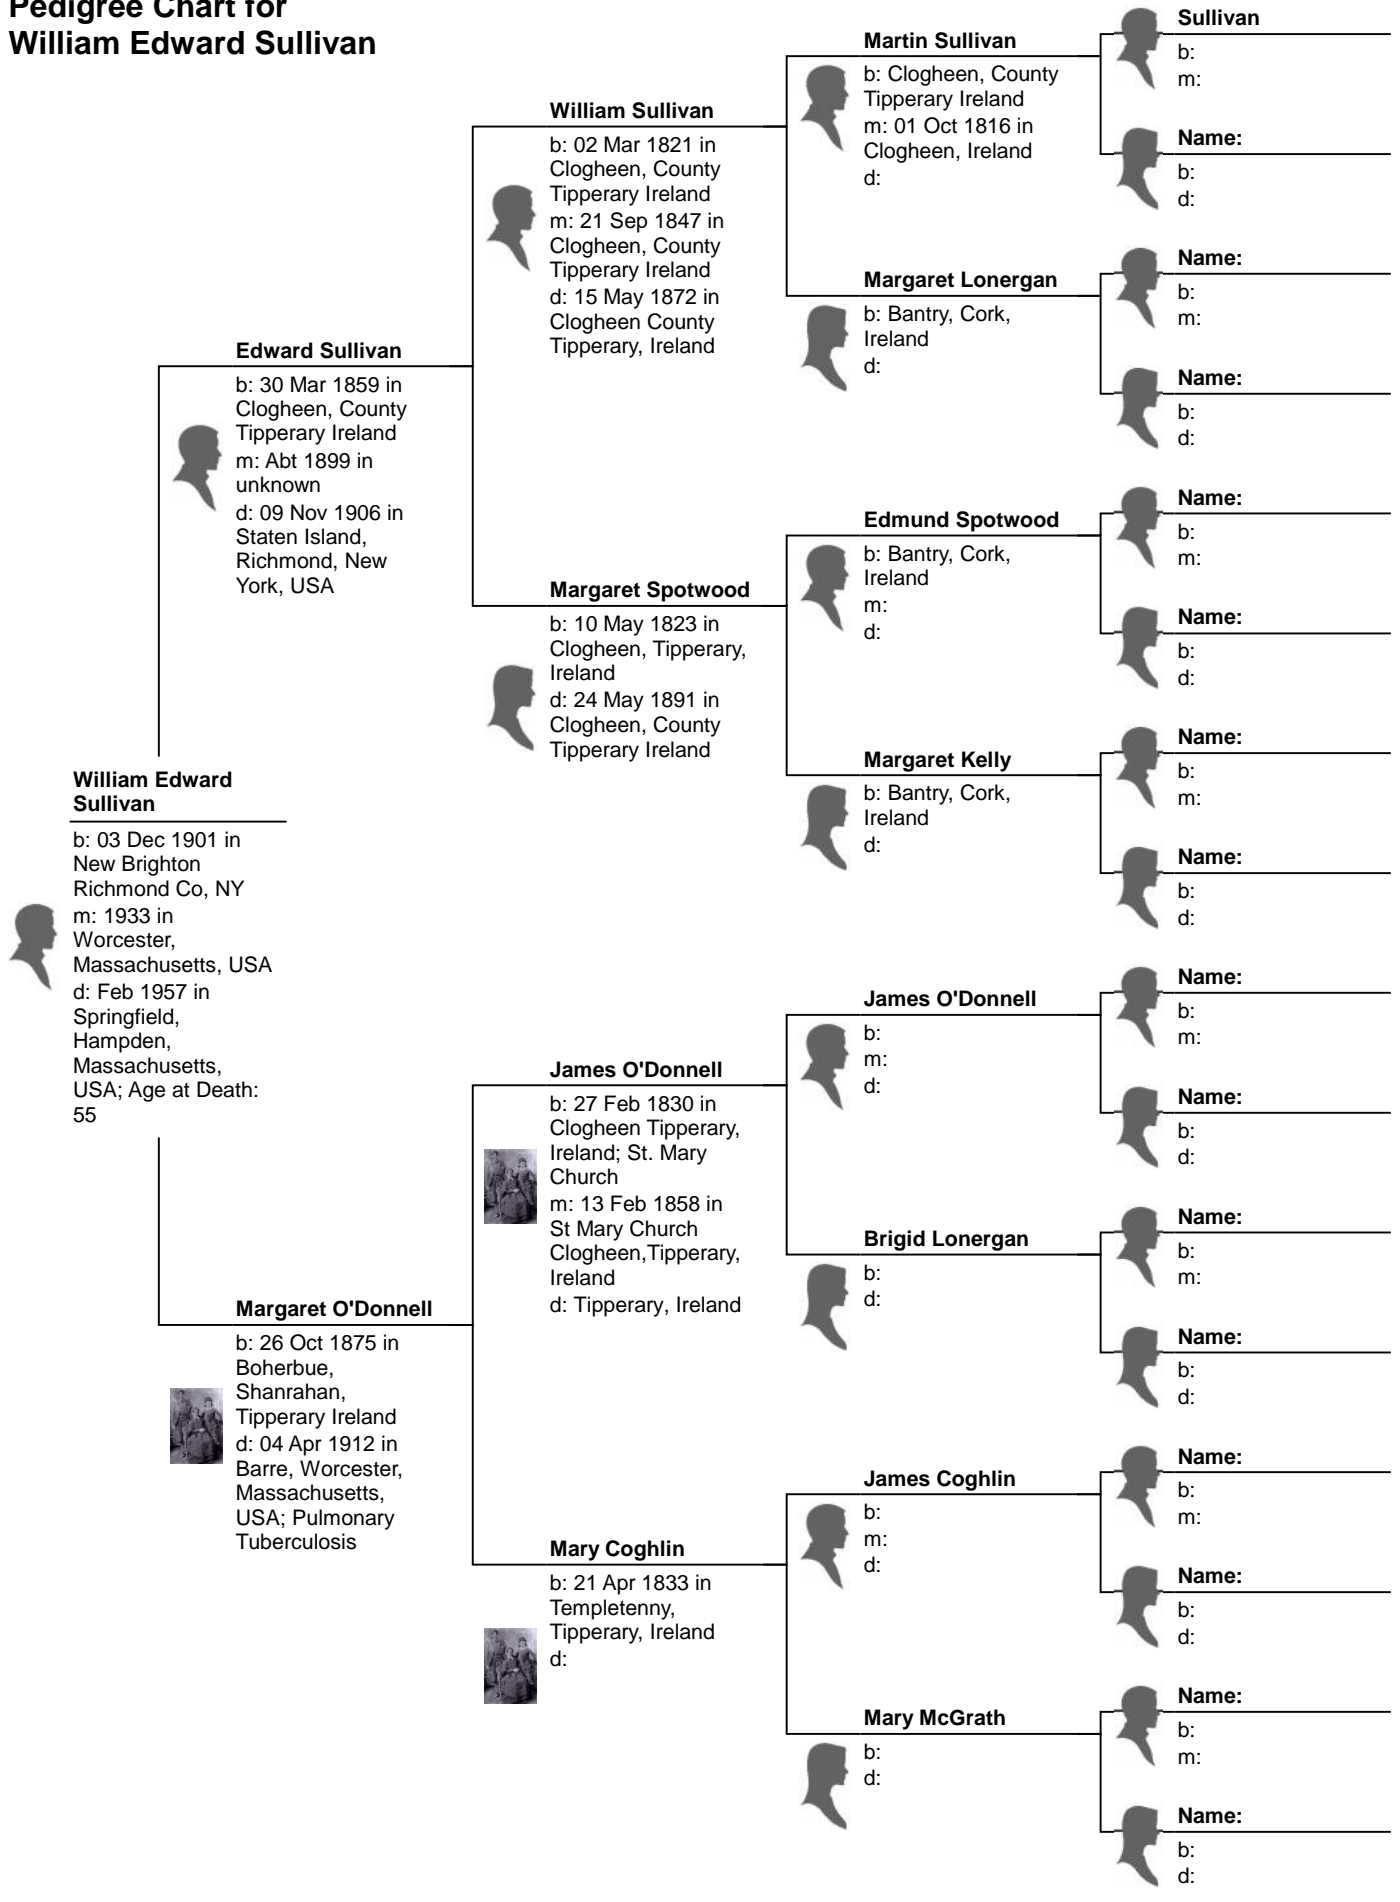 Pedigree Chart for
William Edward Sullivan
William Edward
Sullivan
b: 03 Dec 1901 in
New Brighton
Richmond Co, NY
m: 1933 in
Worcester,
Massachusetts, USA
d: Feb 1957 in
Springfield,
Hampden,
Massachusetts,
USA; Age at Death:
55
Edward Sullivan
b: 30 Mar 1859 in
Clogheen, County
Tipperary Ireland
m: Abt 1899 in
unknown
d: 09 Nov 1906 in
Staten Island,
Richmond, New
York, USA
Margaret O'Donnell
b: 26 Oct 1875 in
Boherbue,
Shanrahan,
Tipperary Ireland
d: 04 Apr 1912 in
Barre, Worcester,
Massachusetts,
USA; Pulmonary
Tuberculosis
William Sullivan
b: 02 Mar 1821 in
Clogheen, County
Tipperary Ireland
m: 21 Sep 1847 in
Clogheen, County
Tipperary Ireland
d: 15 May 1872 in
Clogheen County
Tipperary, Ireland
Margaret Spotwood
b: 10 May 1823 in
Clogheen, Tipperary,
Ireland
d: 24 May 1891 in
Clogheen, County
Tipperary Ireland
James O'Donnell
b: 27 Feb 1830 in
Clogheen Tipperary,
Ireland; St. Mary
Church
m: 13 Feb 1858 in
St Mary Church
Clogheen,Tipperary,
Ireland
d: Tipperary, Ireland
Mary Coghlin
b: 21 Apr 1833 in
Templetenny,
Tipperary, Ireland
d:
Martin Sullivan
b: Clogheen, County
Tipperary Ireland
m: 01 Oct 1816 in
Clogheen, Ireland
d:
Margaret Lonergan
b: Bantry, Cork,
Ireland
d:
Edmund Spotwood
b: Bantry, Cork,
Ireland
m:
d:
Margaret Kelly
b: Bantry, Cork,
Ireland
d:
James O'Donnell
b:
m:
d:
Brigid Lonergan
b:
d:
James Coghlin
b:
m:
d:
Mary McGrath
b:
d:
Sullivan
b:
m:
Name:
b:
d:
Name:
b:
m:
Name:
b:
d:
Name:
b:
m:
Name:
b:
d:
Name:
b:
m:
Name:
b:
d:
Name:
b:
m:
Name:
b:
d:
Name:
b:
m:
Name:
b:
d:
Name:
b:
m:
Name:
b:
d:
Name:
b:
m:
Name:
b:
d: